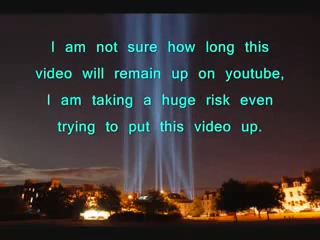 I am not sure how long this
video will remain up on youtube,
I am taking a huge risk even
trying to put this video up.